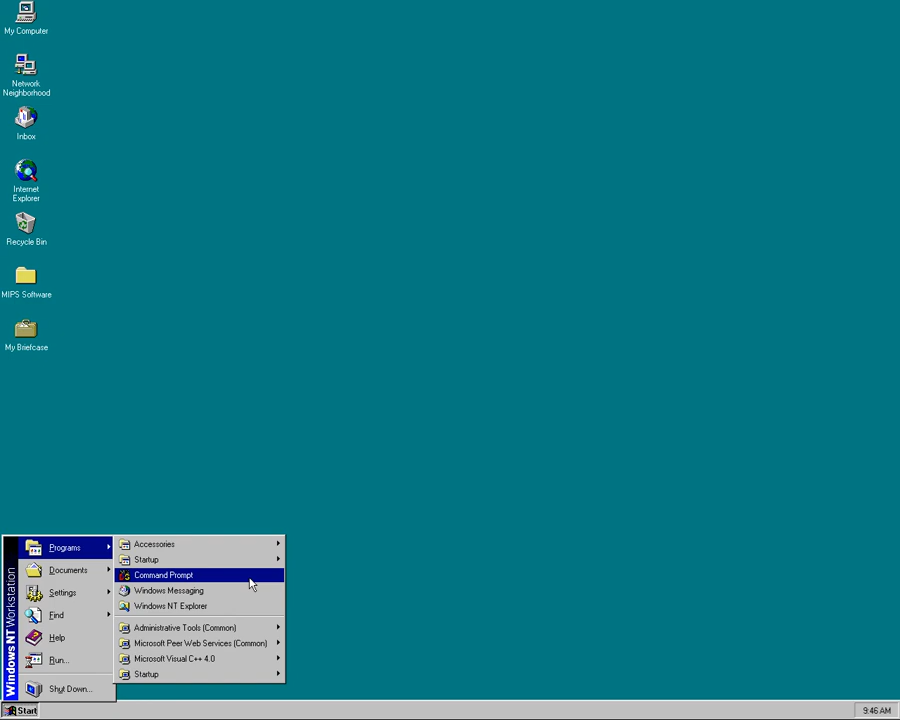 My Computer
Network
Neighborhood
Inbox
Internet
Explorer
Recycle Bin
MIPS Software
My Briefcase
Windows NT Workstation
Programs
Documents
Settings
Find
Help
Run...
Shut Down...
Accessories
Startup
Command Prompt
Windows Messaging
Windows NT Explorer
Administrative Tools (Common)
Microsoft Peer Web Services (Common)
Microsoft Visual C++ 4.0
Startup
Start
9:46 AM